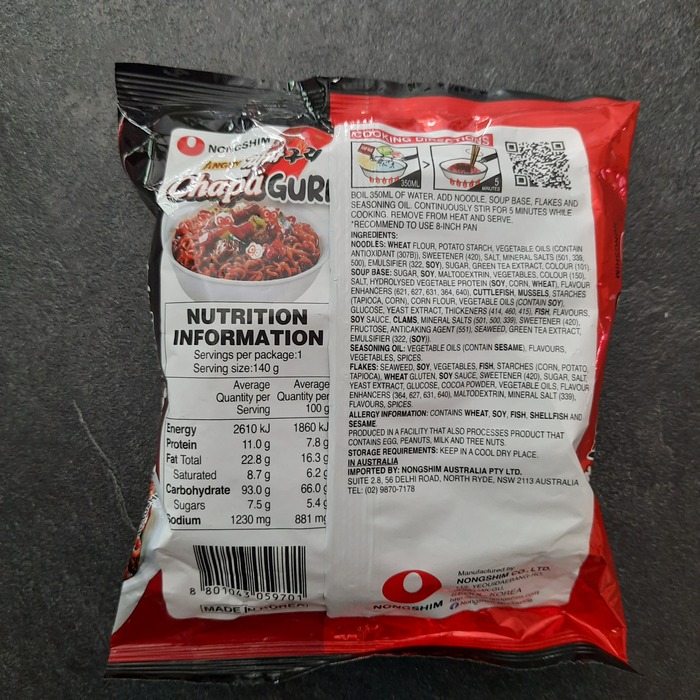 NONGSHIM
ANGRY
Chapa GURI
NUTRITION
INFORMATION
Servings per package:1
Serving size:140 g
Average Average
Quantity per Quantity per
Serving 100 g
Energy 2610 kJ 1860 kJ
Protein 11.0 g 7.8 g
Fat Total 22.8 g 16.3 g
Saturated 8.7 g 6.2 g
Carbohydrate 93.0 g 66.0 g
Sugars 7.5 g 5.4 g
Sodium 1230 mg 881 mg
8 801043 059701
MADE IN KOREA
COOKING DIRECTIONS
350ML
>
5
MINUTES
BOIL 350ML OF WATER. ADD NOODLE, SOUP BASE, FLAKES AND
SEASONING OIL. CONTINUOUSLY STIR FOR 5 MINUTES WHILE
COOKING. REMOVE FROM HEAT AND SERVE.
*RECOMMEND TO USE 8-INCH PAN
INGREDIENTS:
NOODLES: WHEAT FLOUR, POTATO STARCH, VEGETABLE OILS (CONTAIN
ANTIOXIDANT (307B)), SWEETENER (420), SALT, MINERAL SALTS (501, 339,
500), EMULSIFIER (322, SOY), SUGAR, GREEN TEA EXTRACT, COLOUR (101).
SOUP BASE: SUGAR, SOY, MALTODEXTRIN, VEGETABLES, COLOUR (150),
SALT, HYDROLYSED VEGETABLE PROTEIN (SOY, CORN, WHEAT), FLAVOUR
ENHANCERS (621, 627, 631, 364, 640), CUTTLEFISH, MUSSELS, STARCHES
(TAPIOCA, CORN), CORN FLOUR, VEGETABLE OILS (CONTAIN SOY),
GLUCOSE, YEAST EXTRACT, THICKENERS (414, 460, 415), FISH, FLAVOURS,
SOY SAUCE, CLAMS, MINERAL SALTS (501, 500, 339), SWEETENER (420),
FRUCTOSE, ANTICAKING AGENT (551), SEAWEED, GREEN TEA EXTRACT,
EMULSIFIER (322, (SOY)).
SEASONING OIL: VEGETABLE OILS (CONTAIN SESAME), FLAVOURS,
VEGETABLES, SPICES.
FLAKES: SEAWEED, SOY, VEGETABLES, FISH, STARCHES (CORN, POTATO,
TAPIOCA), WHEAT GLUTEN, SOY SAUCE, SWEETENER (420), SUGAR, SALT,
YEAST EXTRACT, GLUCOSE, COCOA POWDER, VEGETABLE OILS, FLAVOUR
ENHANCERS (364, 627, 631, 640), MALTODEXTRIN, MINERAL SALT (339),
FLAVOURS, SPICES.
ALLERGY INFORMATION: CONTAINS WHEAT, SOY, FISH, SHELLFISH AND
SESAME
PRODUCED IN A FACILITY THAT ALSO PROCESSES PRODUCT THAT
CONTAINS EGG, PEANUTS, MILK AND TREE NUTS.
STORAGE REQUIREMENTS: KEEP IN A COOL DRY PLACE.
IN AUSTRALIA
IMPORTED BY: NONGSHIM AUSTRALIA PTY LTD.
SUITE 2.8, 56 DELHI ROAD, NORTH RYDE, NSW 2113 AUSTRALIA
TEL: (02) 9870-7178
NONGSHIM
Manufactured by
NONGSHIM CO., LTD.
KOREA